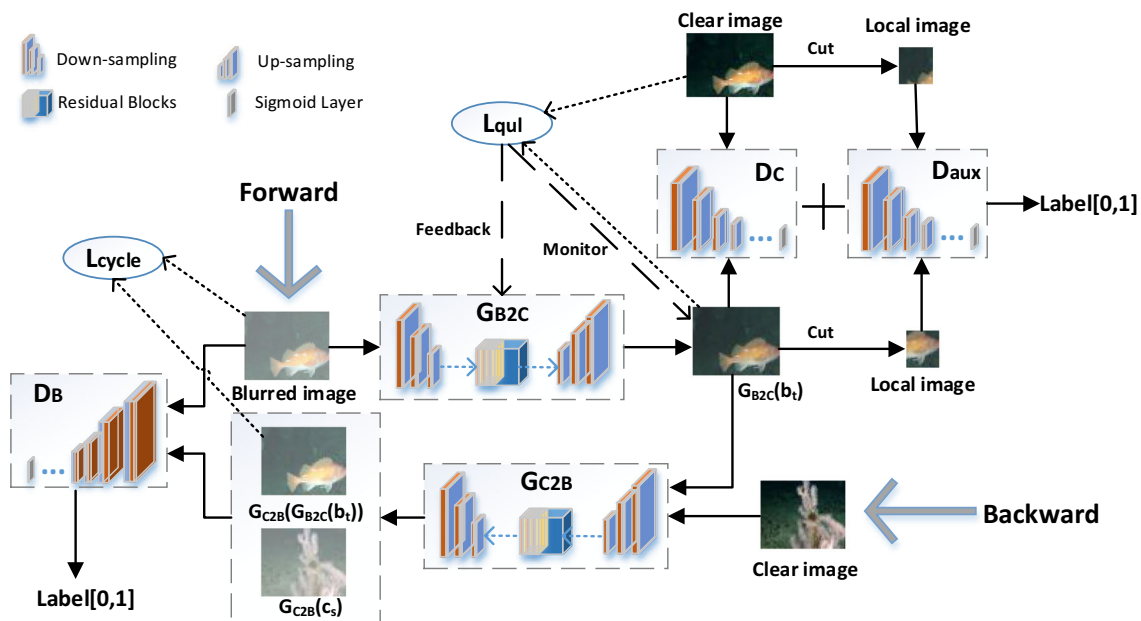 Clear image
Local image
Cut
Down-sampling
Up-sampling
Residual Blocks
Sigmoid Layer
Lqul
DC
Daux
Label[0,1]
Forward
Feedback
Monitor
Lcycle
GB2C
Cut
Blurred image
GB2C(bt)
Local image
DB
GC2B
GC2B(GB2C(bt))
Backward
Clear image
Label[0,1]
GC2B(cs)